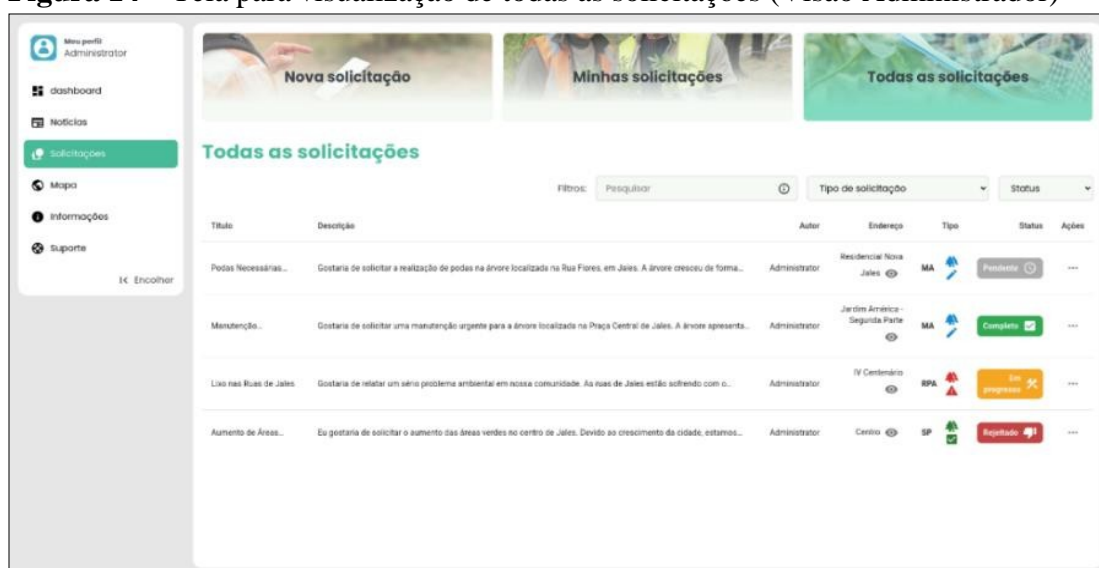 Figura 14 – Tela para visualização de todas as solicitações (Visão Administrador)
Meu perfil
Administrator
dashboard
Notícias
Solicitações
Mapa
Informações
Suporte
Encolher
Nova solicitação
Minhas solicitações
Todas as solicitações
Todas as solicitações
Filtros: Pesquisar Tipo de solicitação Status
Título Descrição Autor Endereço Tipo Status Ações
Podas Necessárias... Gostaria de solicitar a realização de podas na árvore localizada na Rua Flores, em Jales. A árvore cresceu de forma... Administrator Residencial Nova Jales MA Pendente ...
Manutenção... Gostaria de solicitar uma manutenção urgente para a árvore localizada na Praça Central de Jales. A árvore apresenta... Administrator Jardim América - Segunda Parte MA Completo ...
Lixo nas Ruas de Jales Gostaria de relatar um sério problema ambiental em nossa comunidade. As ruas de Jales estão sofrendo com o... Administrator IV Centenário RPA Em progresso ...
Aumento de Áreas... Eu gostaria de solicitar o aumento das áreas verdes no centro de Jales. Devido ao crescimento da cidade, estamos... Administrator Centro SP Rejeitado ...